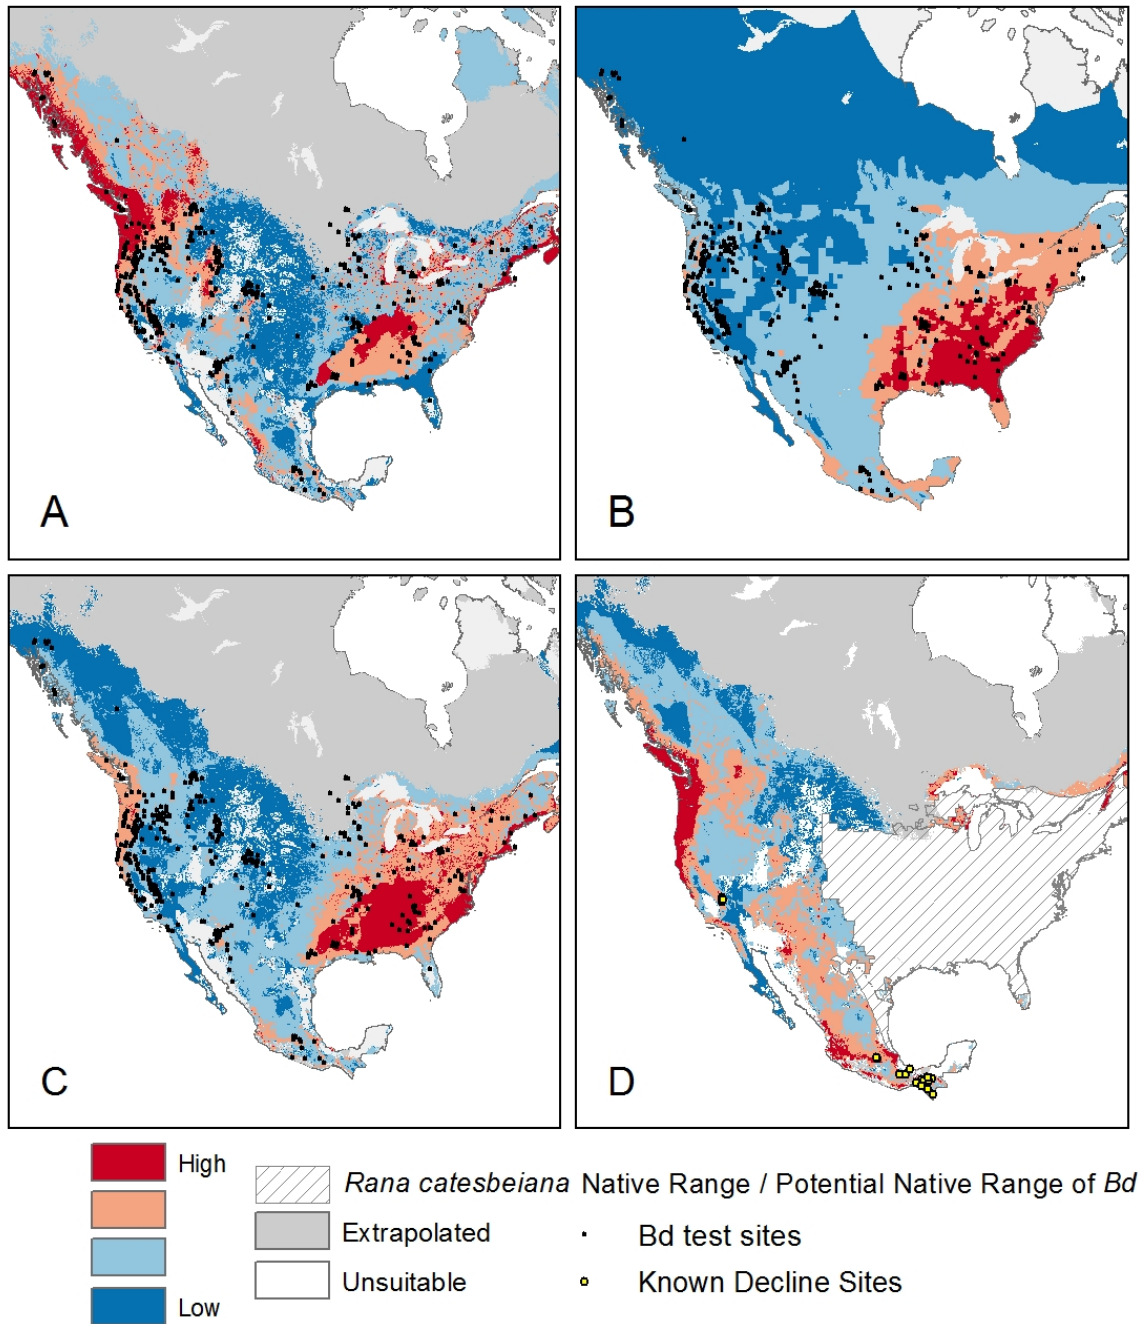 A
B
C
D
High
Low
Rana catesbeiana Native Range / Potential Native Range of Bd
Extrapolated
Unsuitable
Bd test sites
Known Decline Sites